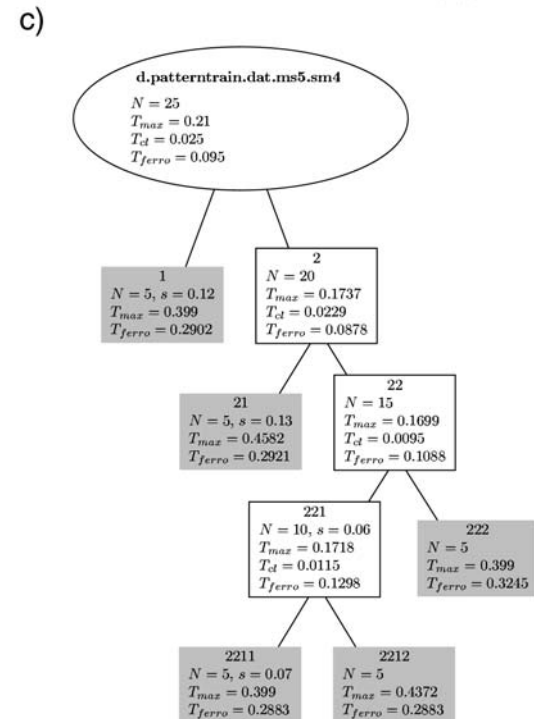 c)
d.patterntrain.dat.ms5.sm4
N = 25
T_max = 0.21
T_cl = 0.025
T_ferro = 0.095
1
N = 5, s = 0.12
T_max = 0.399
T_ferro = 0.2902
2
N = 20
T_max = 0.1737
T_cl = 0.0229
T_ferro = 0.0878
21
N = 5, s = 0.13
T_max = 0.4582
T_ferro = 0.2921
22
N = 15
T_max = 0.1699
T_cl = 0.0095
T_ferro = 0.1088
221
N = 10, s = 0.06
T_max = 0.1718
T_cl = 0.0115
T_ferro = 0.1298
222
N = 5
T_max = 0.399
T_ferro = 0.3245
2211
N = 5, s = 0.07
T_max = 0.399
T_ferro = 0.2883
2212
N = 5
T_max = 0.4372
T_ferro = 0.2883